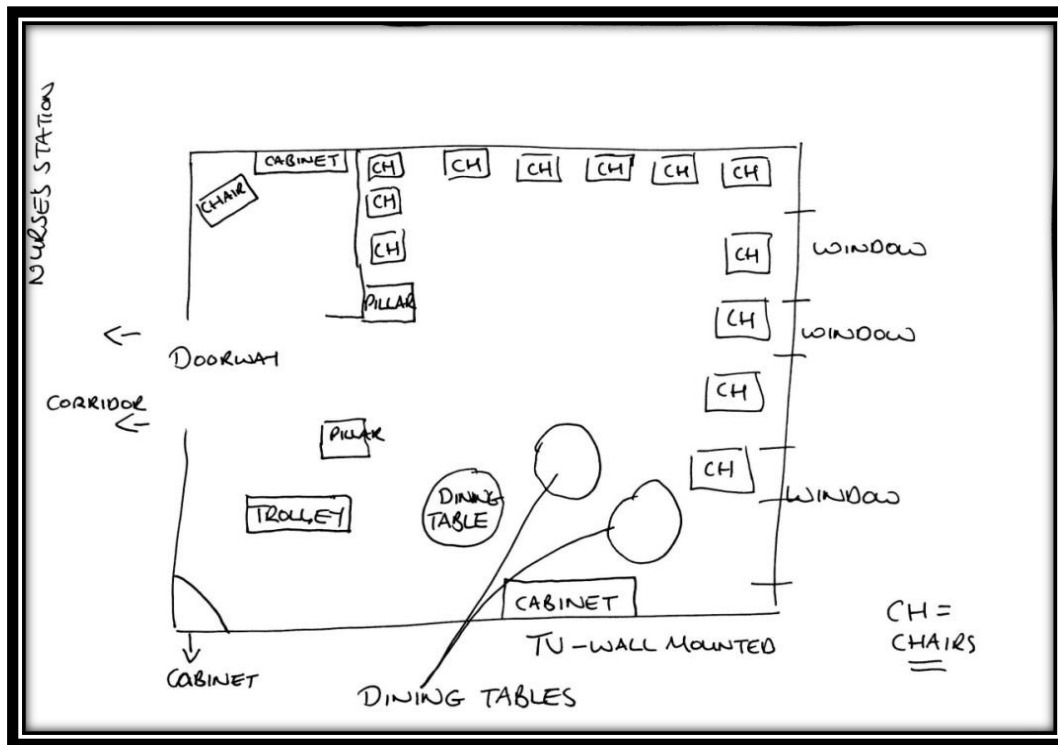 NURSES STATION
CABINET
CHAIR
CH
CH
CH
CH
CH
CH
CH
CH
CH
WINDOW
PILLAR
CH
WINDOW
DOORWAY
CORRIDOR
CH
PILLAR
CH
WINDOW
DINING
TABLE
TROLLEY
CABINET
TV-WALL MOUNTED
CH =
CHAIRS
CABINET
DINING TABLES